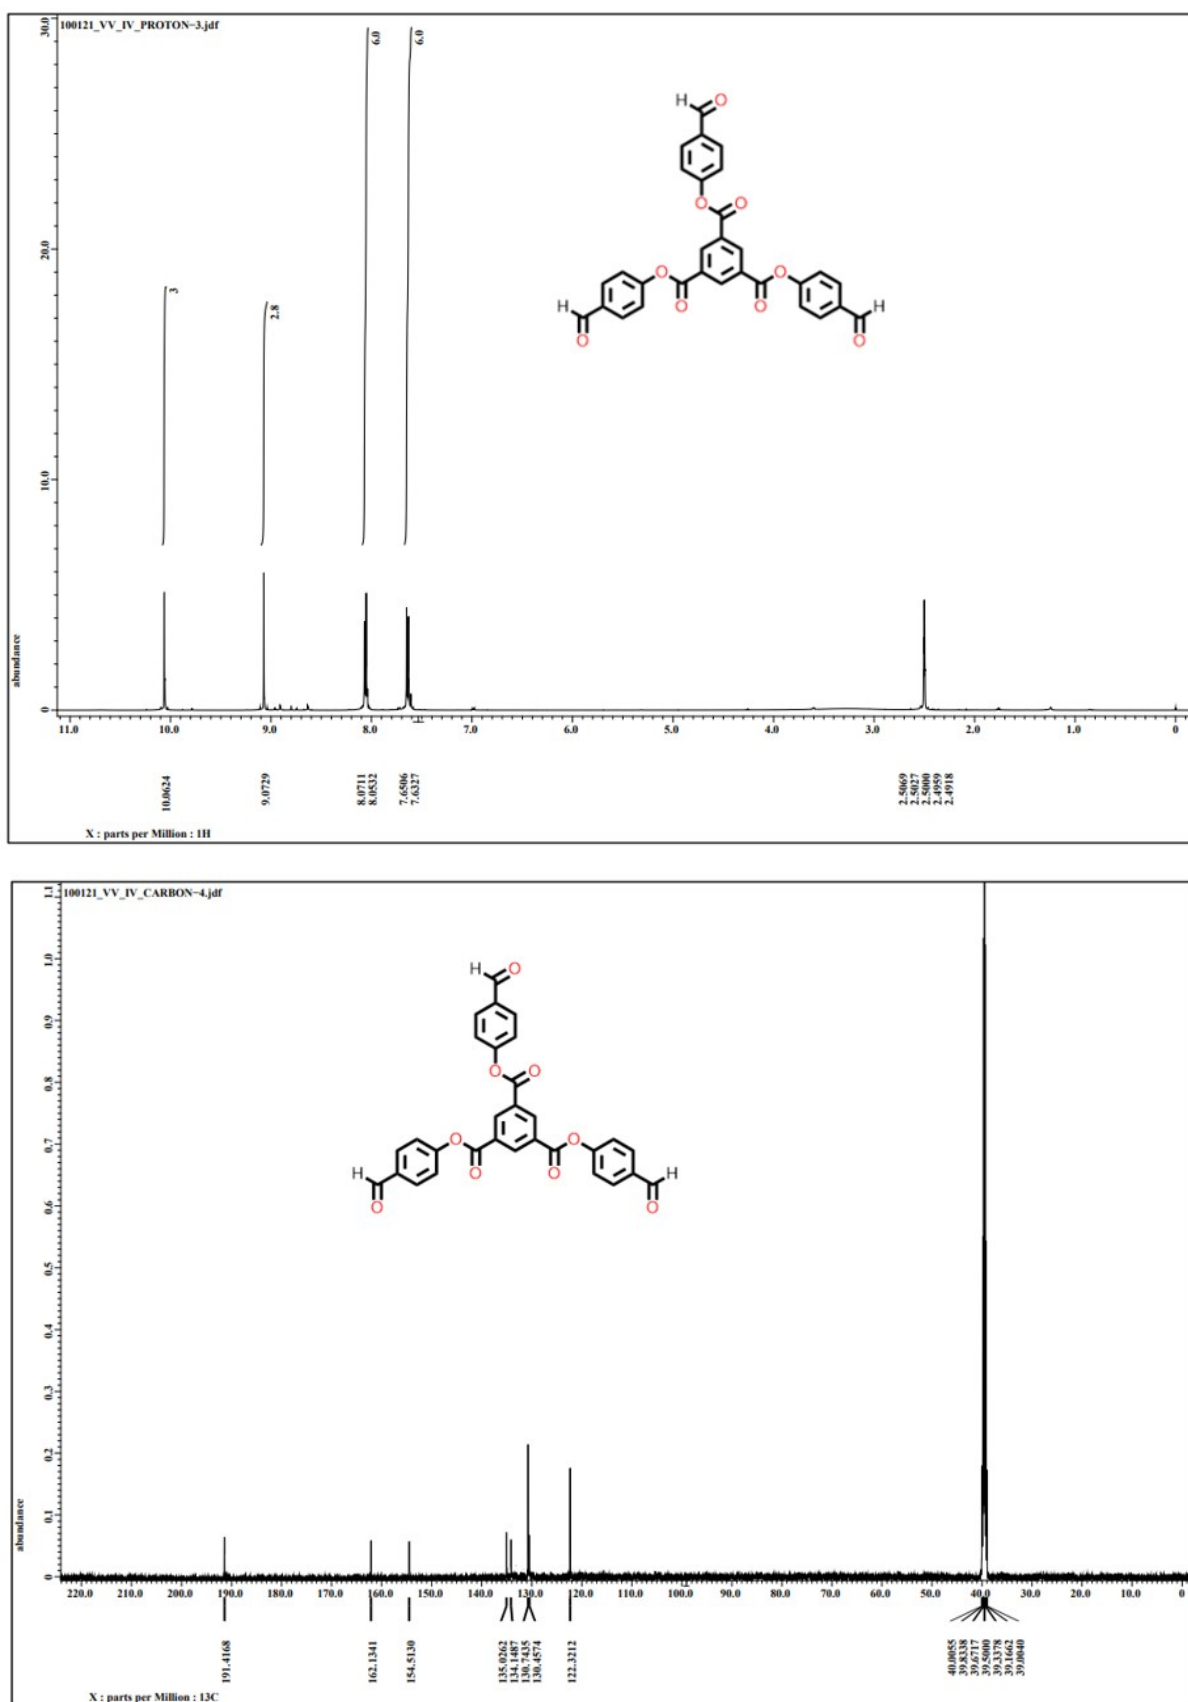 100121_VV_IV_PROTON-3.jdf
30.0
20.0
10.0
0
abundance
3
2.8
6.0
6.0
H O
O O
H O O O O O O H
O O
11.0 10.0 9.0 8.0 7.0 6.0 5.0 4.0 3.0 2.0 1.0 0
10.0624
9.0729
8.0711
8.0532
7.6506
7.6327
2.5069
2.5027
2.5000
2.4959
2.4918
X : parts per Million : 1H
100121_VV_IV_CARBON-4.jdf
1.1
1.0
0.9
0.8
0.7
0.6
0.5
0.4
0.3
0.2
0.1
0
abundance
H O
O O
O O
H O O H
O O
220.0 210.0 200.0 190.0 180.0 170.0 160.0 150.0 140.0 130.0 120.0 110.0 100.0 90.0 80.0 70.0 60.0 50.0 40.0 30.0 20.0 10.0 0
191.4168
162.1341
154.5130
135.0262
134.1487
130.7435
130.4574
122.3212
40.0055
39.8338
39.6717
39.5000
39.3378
39.1662
39.0040
X : parts per Million : 13C